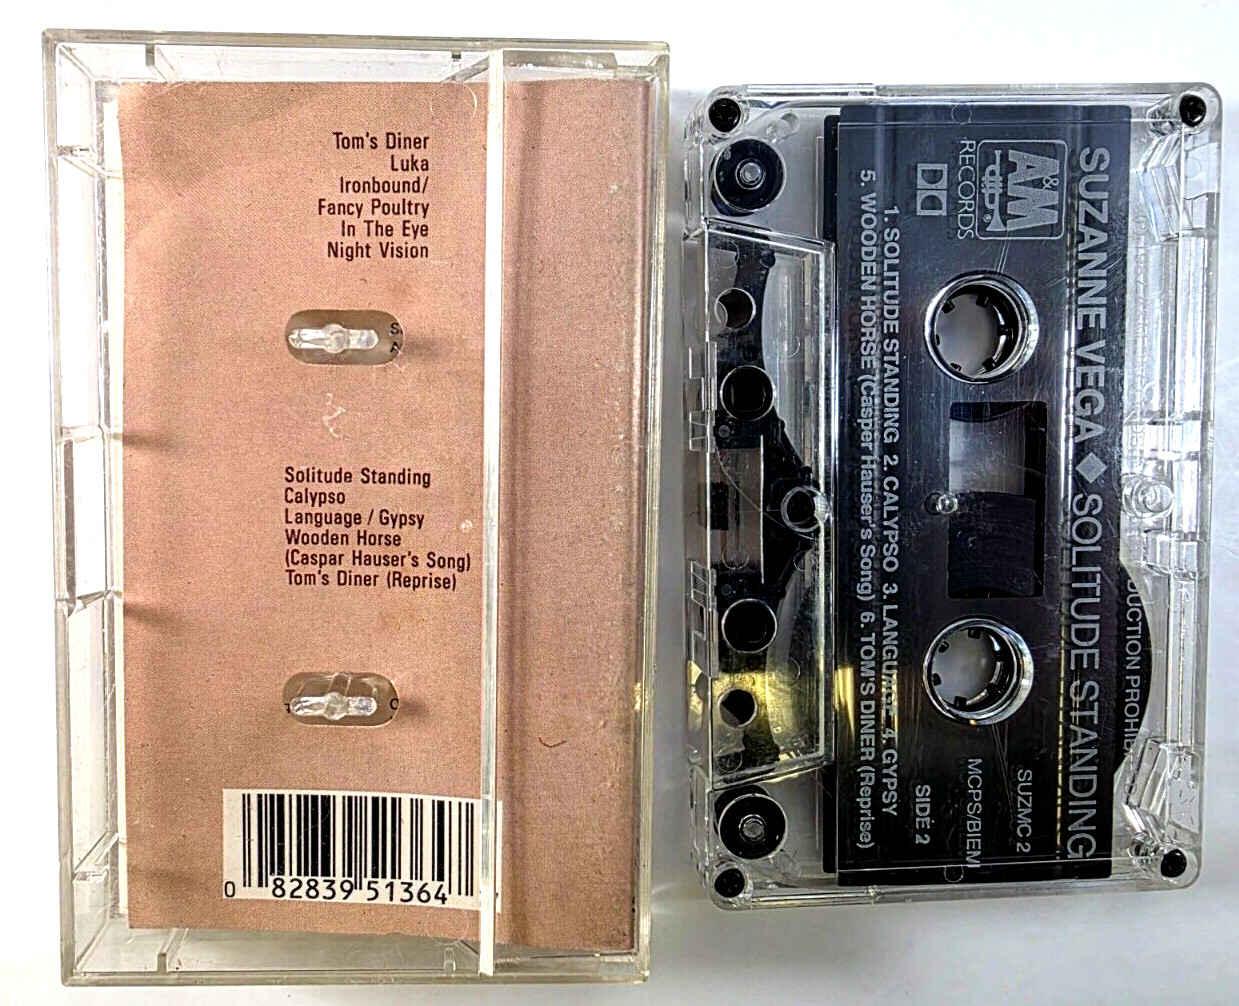 Tom's Diner
Luka
Ironbound/
Fancy Poultry
In The Eye
Night Vision
Solitude Standing
Calypso
Language / Gypsy
Wooden Horse
(Caspar Hauser's Song)
Tom's Diner (Reprise)
0 82839 51364
SUZANNE VEGA ◆ SOLITUDE STANDING
A&M
RECORDS
SUZMC 2
MCPS/BIEM
SIDE 2
1. SOLITUDE STANDING 2. CALYPSO 3. LANGUAGE 4. GYPSY
5. WOODEN HORSE (Casper Hauser's Song) 6. TOM'S DINER (Reprise)